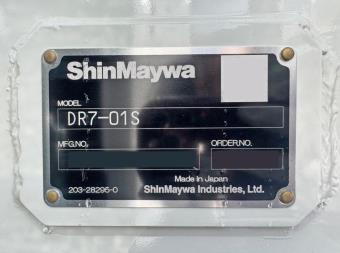 ShinMaywa
MODEL
DR7-01S
MFG.NO. ORDER.NO.
Made in Japan
203-28295-0 ShinMaywa Industries, Ltd.